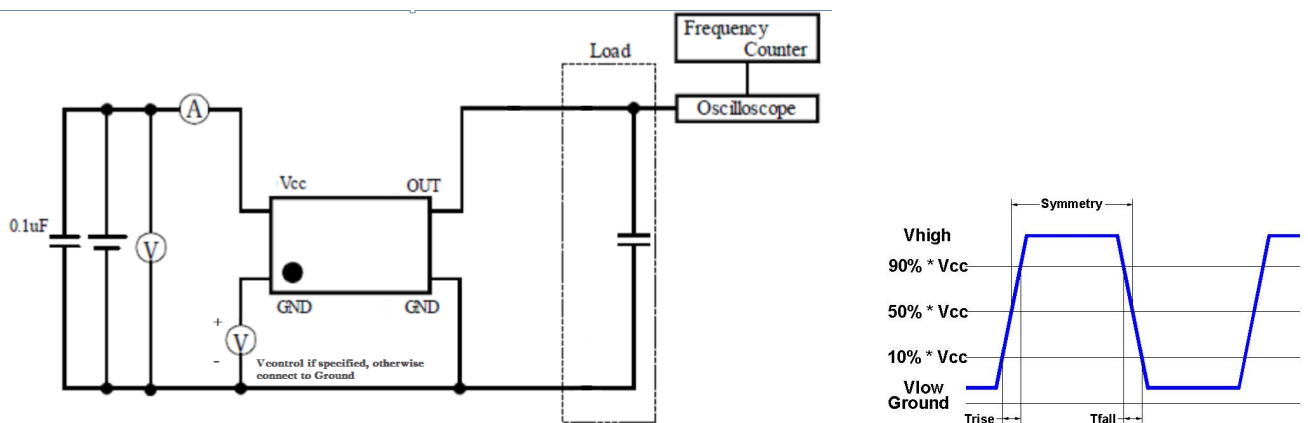 Frequency
Counter
Load
Oscilloscope
A
Vcc
OUT
0.1uF
V
GND
GND
+
V
-
Vcontrol if specified, otherwise
connect to Ground
Symmetry
Vhigh
90% * Vcc
50% * Vcc
10% * Vcc
Vlow
Ground
Trise
Tfall